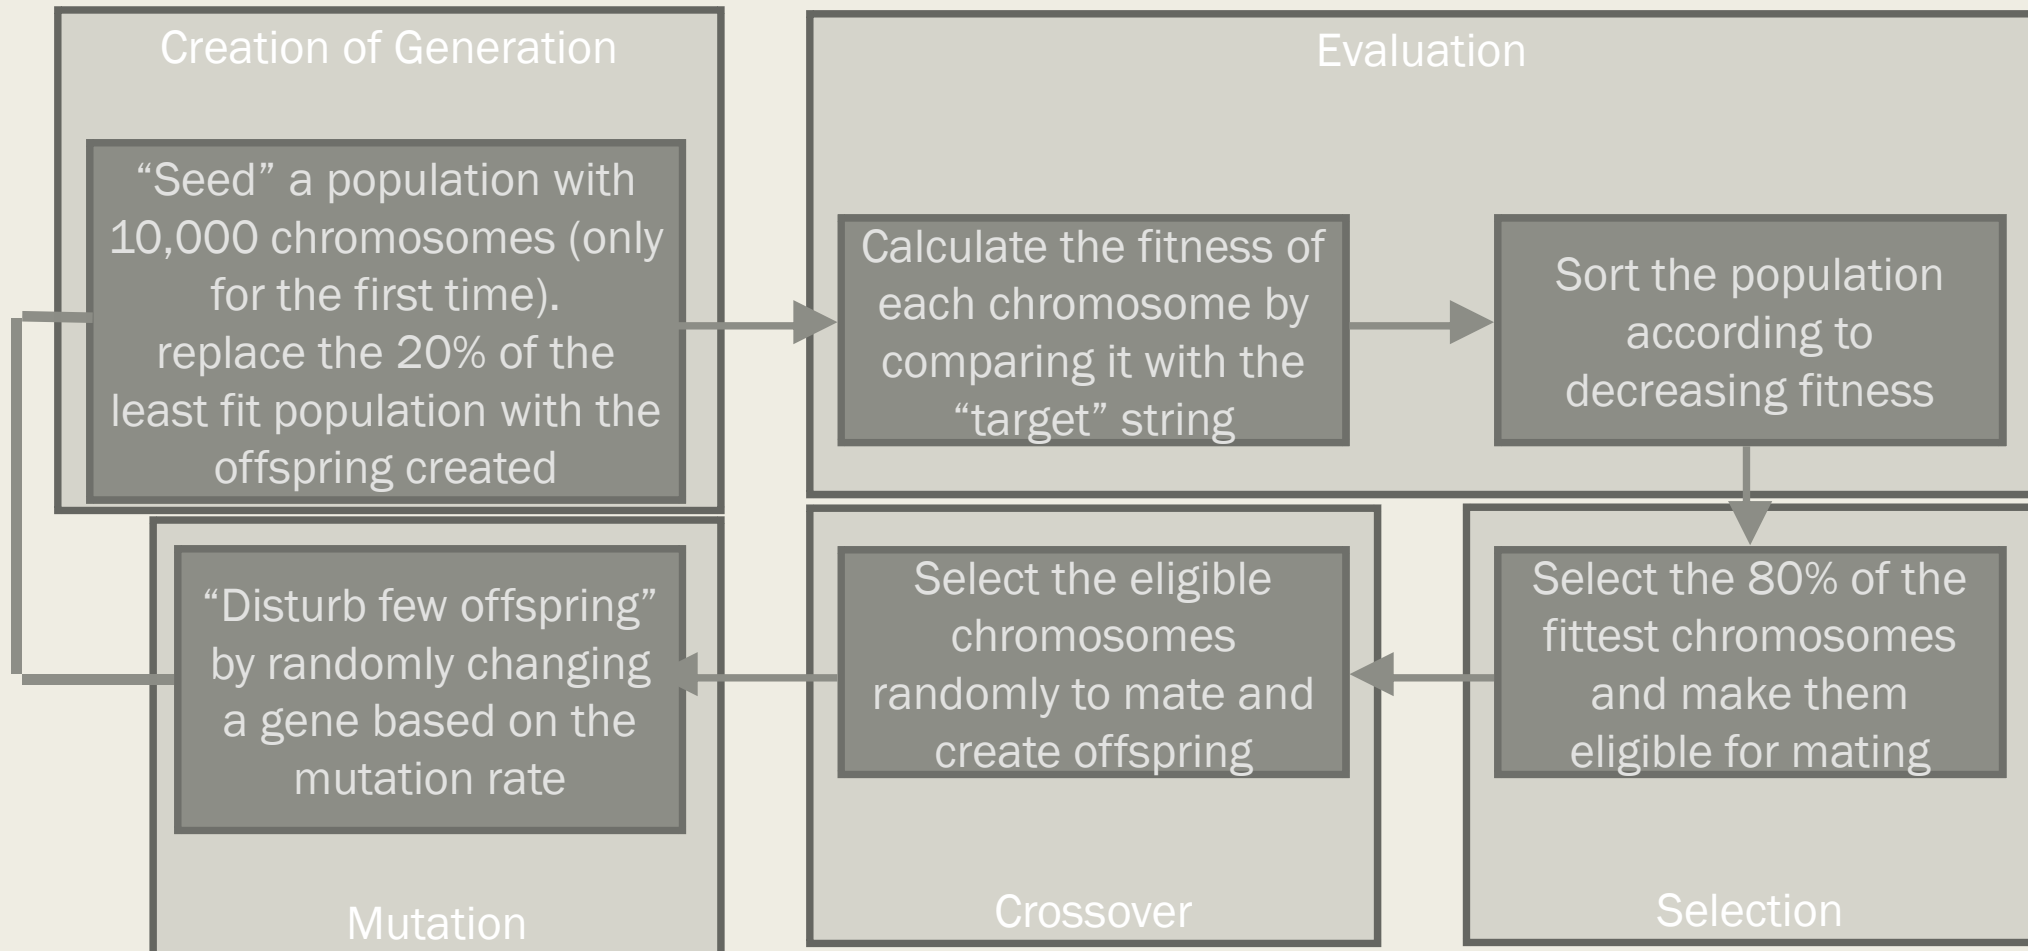 Creation of Generation
“Seed” a population with
10,000 chromosomes (only
for the first time).
replace the 20% of the
least fit population with the
offspring created
Evaluation
Calculate the fitness of
each chromosome by
comparing it with the
“target” string
Sort the population
according to
decreasing fitness
Select the 80% of the
fittest chromosomes
and make them
eligible for mating
Selection
Select the eligible
chromosomes
randomly to mate and
create offspring
Crossover
“Disturb few offspring”
by randomly changing
a gene based on the
mutation rate
Mutation